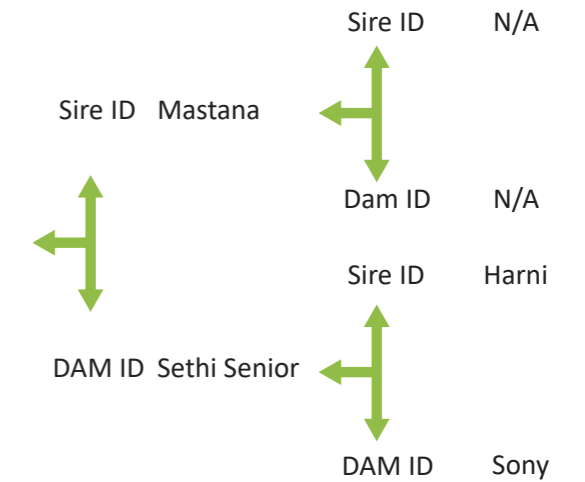 Sire ID N/A
Sire ID Mastana
Dam ID N/A
Sire ID Harni
DAM ID Sethi Senior
DAM ID Sony